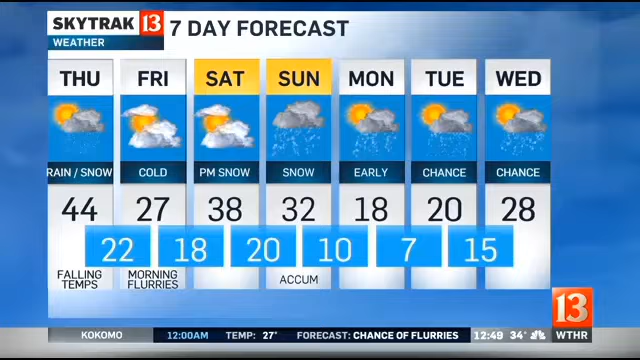 SKYTRAK 13
WEATHER
7 DAY FORECAST
THU FRI SAT SUN MON TUE WED
RAIN / SNOW COLD PM SNOW SNOW EARLY CHANCE CHANCE
44 27 38 32 18 20 28
22 18 20 10 7 15
FALLING TEMPS
MORNING FLURRIES
ACCUM
13
KOKOMO 12:00AM TEMP: 27° FORECAST: CHANCE OF FLURRIES 12:49 34° WTHR